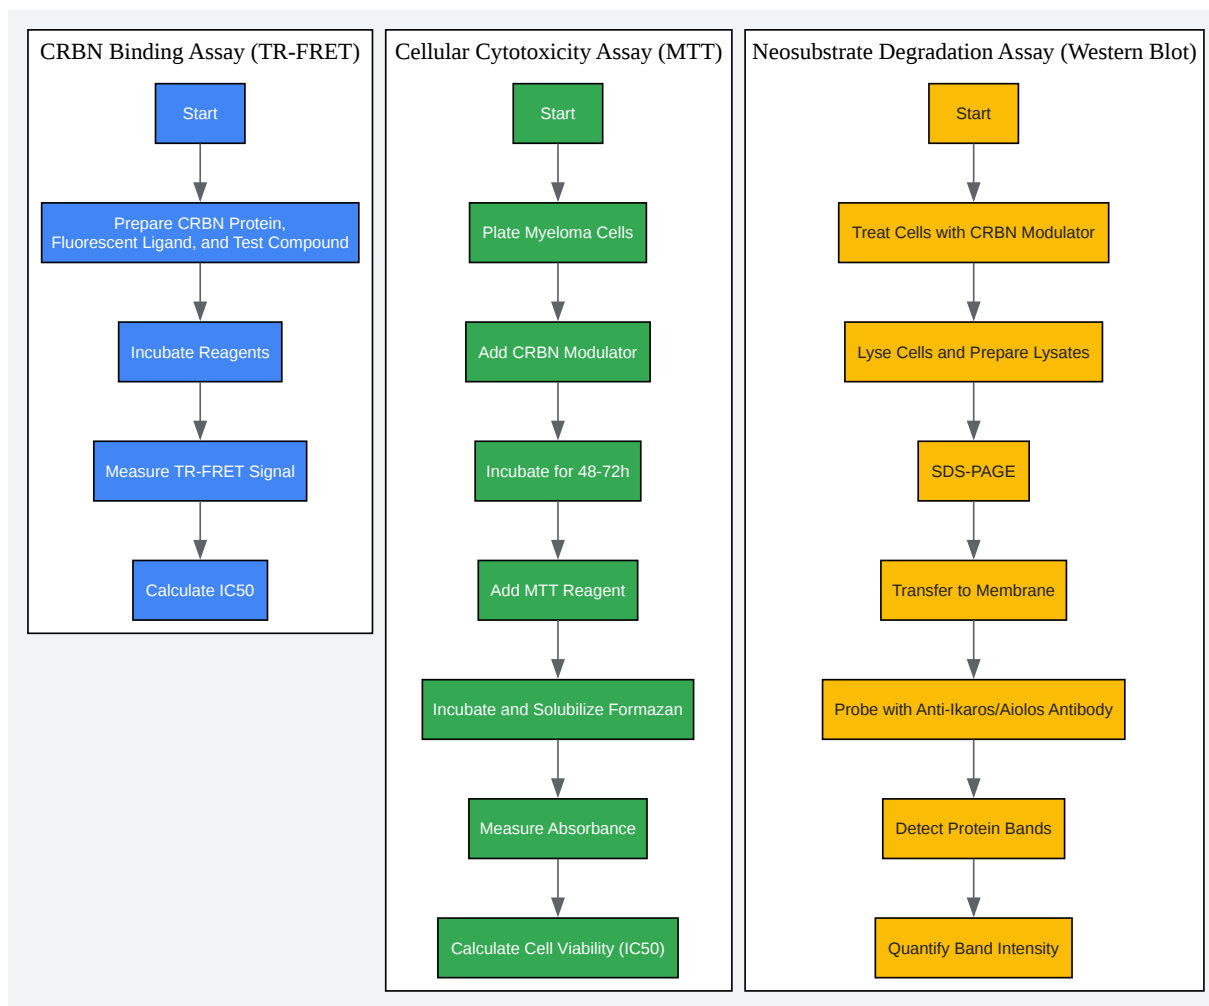 CRBN Binding Assay (TR-FRET)
Start
Prepare CRBN Protein,
Fluorescent Ligand, and Test Compound
Incubate Reagents
Measure TR-FRET Signal
Calculate IC50
Cellular Cytotoxicity Assay (MTT)
Start
Plate Myeloma Cells
Add CRBN Modulator
Incubate for 48-72h
Add MTT Reagent
Incubate and Solubilize Formazan
Measure Absorbance
Calculate Cell Viability (IC50)
Neosubstrate Degradation Assay (Western Blot)
Start
Treat Cells with CRBN Modulator
Lyse Cells and Prepare Lysates
SDS-PAGE
Transfer to Membrane
Probe with Anti-Ikaros/Aiolos Antibody
Detect Protein Bands
Quantify Band Intensity